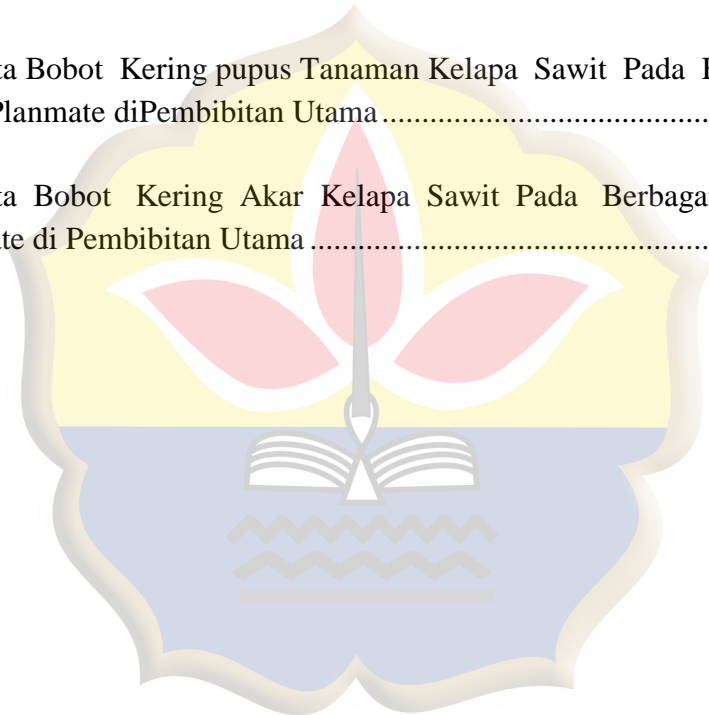 ta Bobot Kering pupus Tanaman Kelapa Sawit Pada
Planmate diPembibitan Utama ........................................
ta Bobot Kering Akar Kelapa Sawit Pada Berbaga
ate di Pembibitan Utama ..................................................